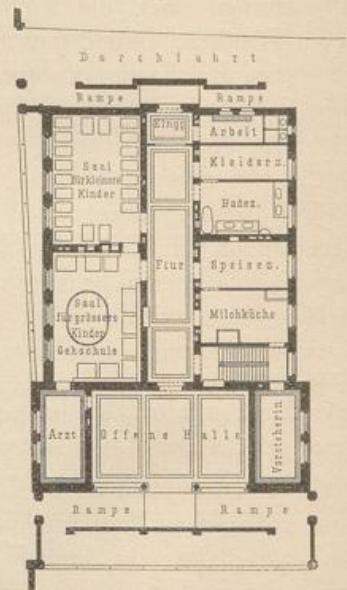 Durchfahrt
Rampe Rampe
Eingg
Arbeit
Saal
für kleinere
Kinder
Kleiderz.
Badez.
Flur
Speisez.
Saal
für grössere
Kinder
Gehschule
Milchküche
Arzt
Offene Halle
Vorsteherin
Rampe Rampe